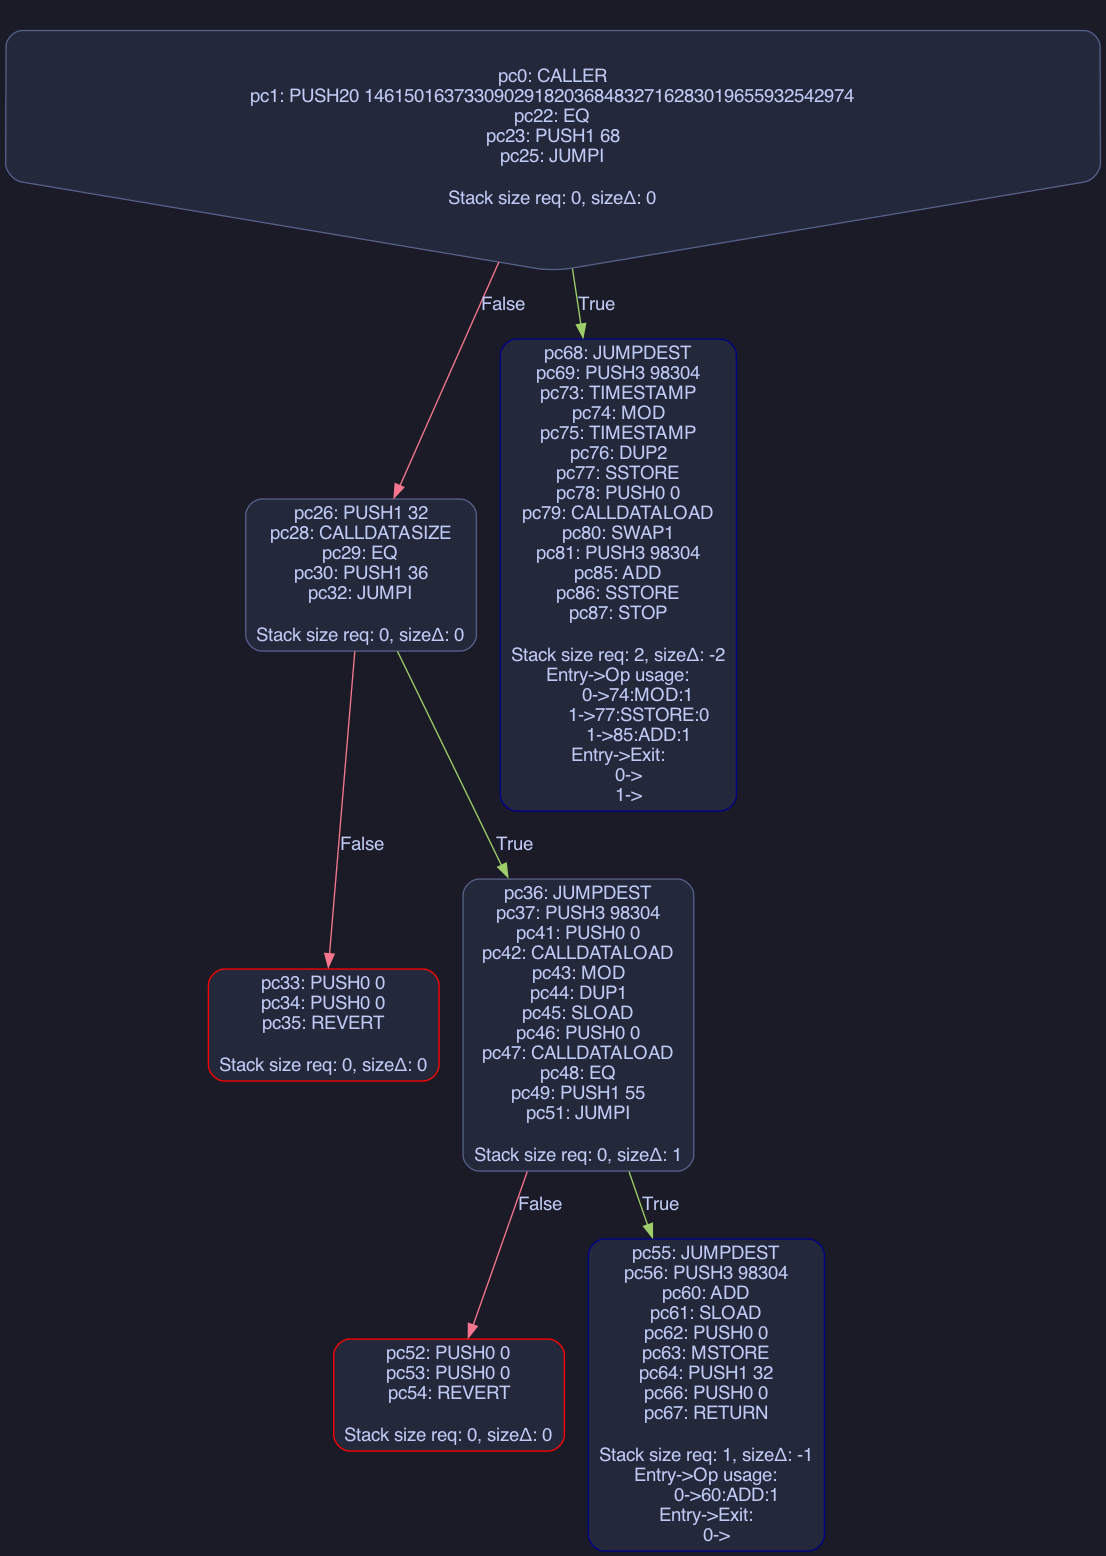 pc0: CALLER
pc1: PUSH20 1461501637330902918203684832716283019655932542974
pc22: EQ
pc23: PUSH1 68
pc25: JUMPI
Stack size req: 0, sizeΔ: 0
False
True
pc68: JUMPDEST
pc69: PUSH3 98304
pc73: TIMESTAMP
pc74: MOD
pc75: TIMESTAMP
pc76: DUP2
pc77: SSTORE
pc78: PUSH0 0
pc79: CALLDATALOAD
pc80: SWAP1
pc81: PUSH3 98304
pc85: ADD
pc86: SSTORE
pc87: STOP
Stack size req: 2, sizeΔ: -2
Entry->Op usage:
0->74:MOD:1
1->77:SSTORE:0
1->85:ADD:1
Entry->Exit:
0->
1->
pc26: PUSH1 32
pc28: CALLDATASIZE
pc29: EQ
pc30: PUSH1 36
pc32: JUMPI
Stack size req: 0, sizeΔ: 0
False
True
pc33: PUSH0 0
pc34: PUSH0 0
pc35: REVERT
Stack size req: 0, sizeΔ: 0
pc36: JUMPDEST
pc37: PUSH3 98304
pc41: PUSH0 0
pc42: CALLDATALOAD
pc43: MOD
pc44: DUP1
pc45: SLOAD
pc46: PUSH0 0
pc47: CALLDATALOAD
pc48: EQ
pc49: PUSH1 55
pc51: JUMPI
Stack size req: 0, sizeΔ: 1
False
True
pc52: PUSH0 0
pc53: PUSH0 0
pc54: REVERT
Stack size req: 0, sizeΔ: 0
pc55: JUMPDEST
pc56: PUSH3 98304
pc60: ADD
pc61: SLOAD
pc62: PUSH0 0
pc63: MSTORE
pc64: PUSH1 32
pc66: PUSH0 0
pc67: RETURN
Stack size req: 1, sizeΔ: -1
Entry->Op usage:
0->60:ADD:1
Entry->Exit:
0->